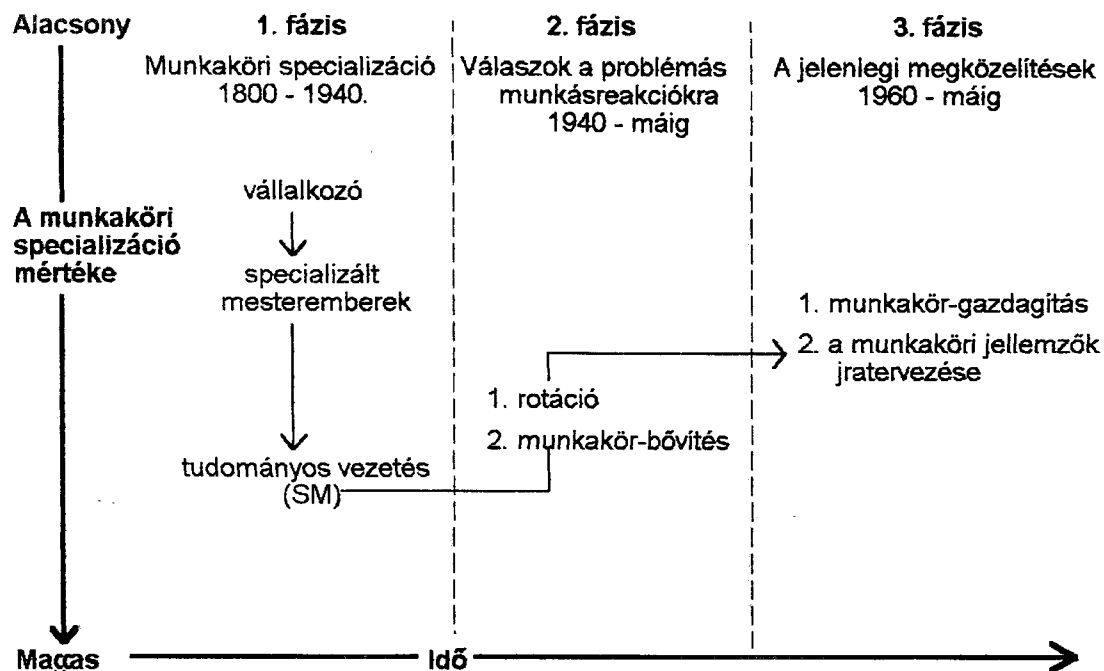 Alacsony
1. fázis
2. fázis
3. fázis
Munkaköri specializáció
1800 - 1940.
Válaszok a problémás
munkásreakciókra
1940 - máig
A jelenlegi megközelítések
1960 - máig
A munkaköri
specializáció
mértéke
vállalkozó
specializált
mesteremberek
tudományos vezetés
(SM)
1. rotáció
2. munkakör-bővítés
1. munkakör-gazdagítás
2. a munkaköri jellemzők
jratervezése
Magas
Idő